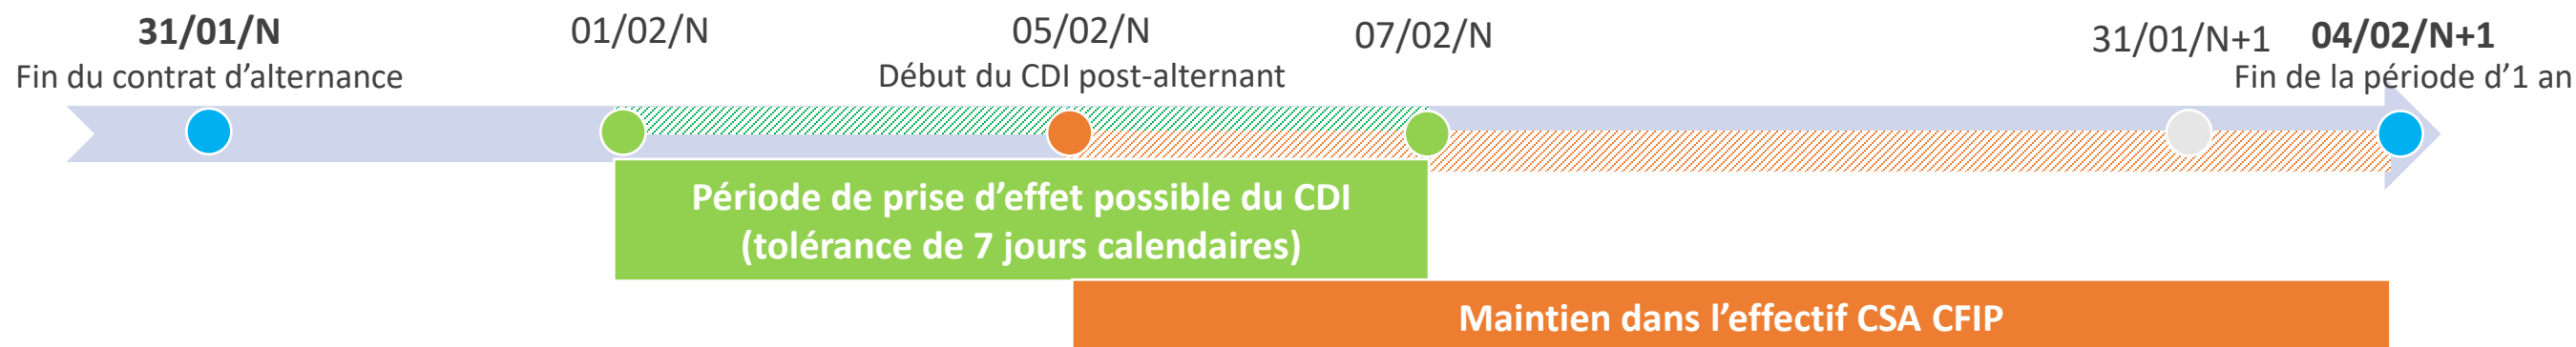 31/01/N
Fin du contrat d’alternance
01/02/N
05/02/N
Début du CDI post-alternant
07/02/N
31/01/N+1
04/02/N+1
Fin de la période d’1 an
Période de prise d’effet possible du CDI
(tolérance de 7 jours calendaires)
Maintien dans l’effectif CSA CFIP